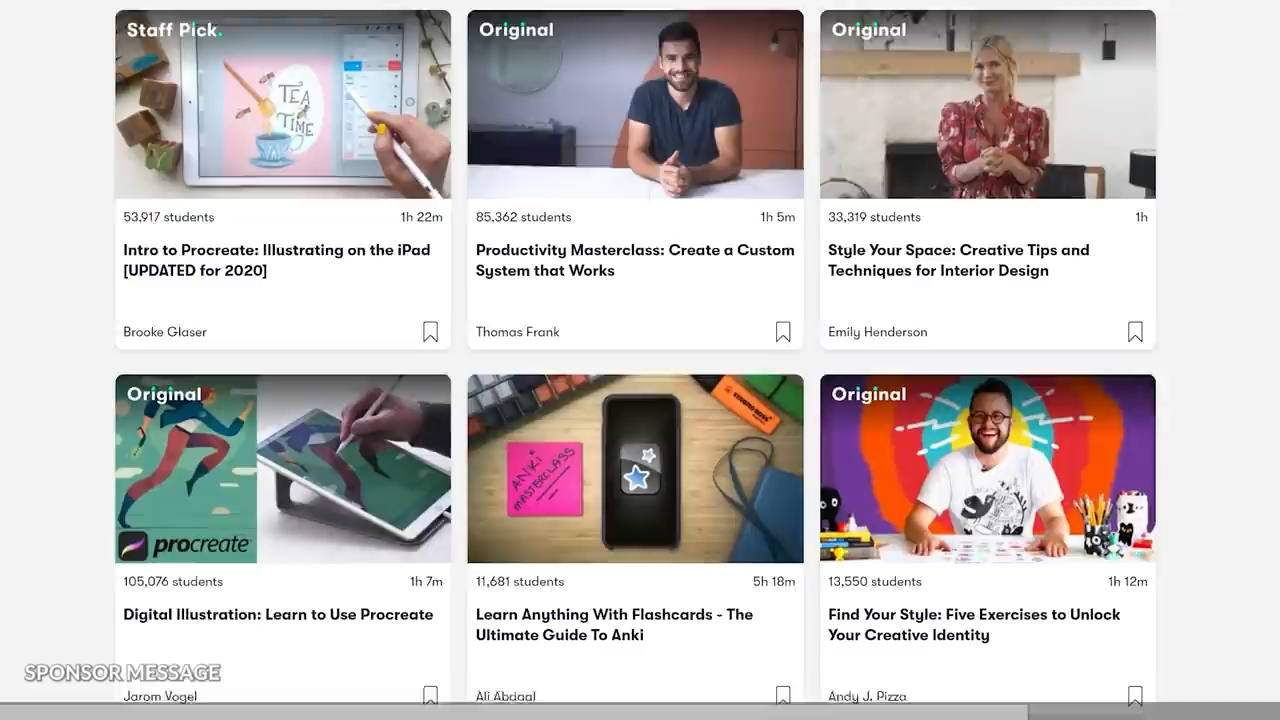 Staff Pick.
Original
Original
TEA
TIME
53,917 students
1h 22m
85,362 students
1h 5m
33,319 students
1h
Intro to Procreate: Illustrating on the iPad
[UPDATED for 2020]
Productivity Masterclass: Create a Custom
System that Works
Style Your Space: Creative Tips and
Techniques for Interior Design
Brooke Glaser
Thomas Frank
Emily Henderson
Original
Original
ANKI
MASTERCLASS
procreate
105,076 students
1h 7m
11,681 students
5h 18m
13,550 students
1h 12m
Digital Illustration: Learn to Use Procreate
Learn Anything With Flashcards - The
Ultimate Guide To Anki
Find Your Style: Five Exercises to Unlock
Your Creative Identity
SPONSOR MESSAGE
Jarom Vogel
Ali Abdaal
Andy J. Pizza